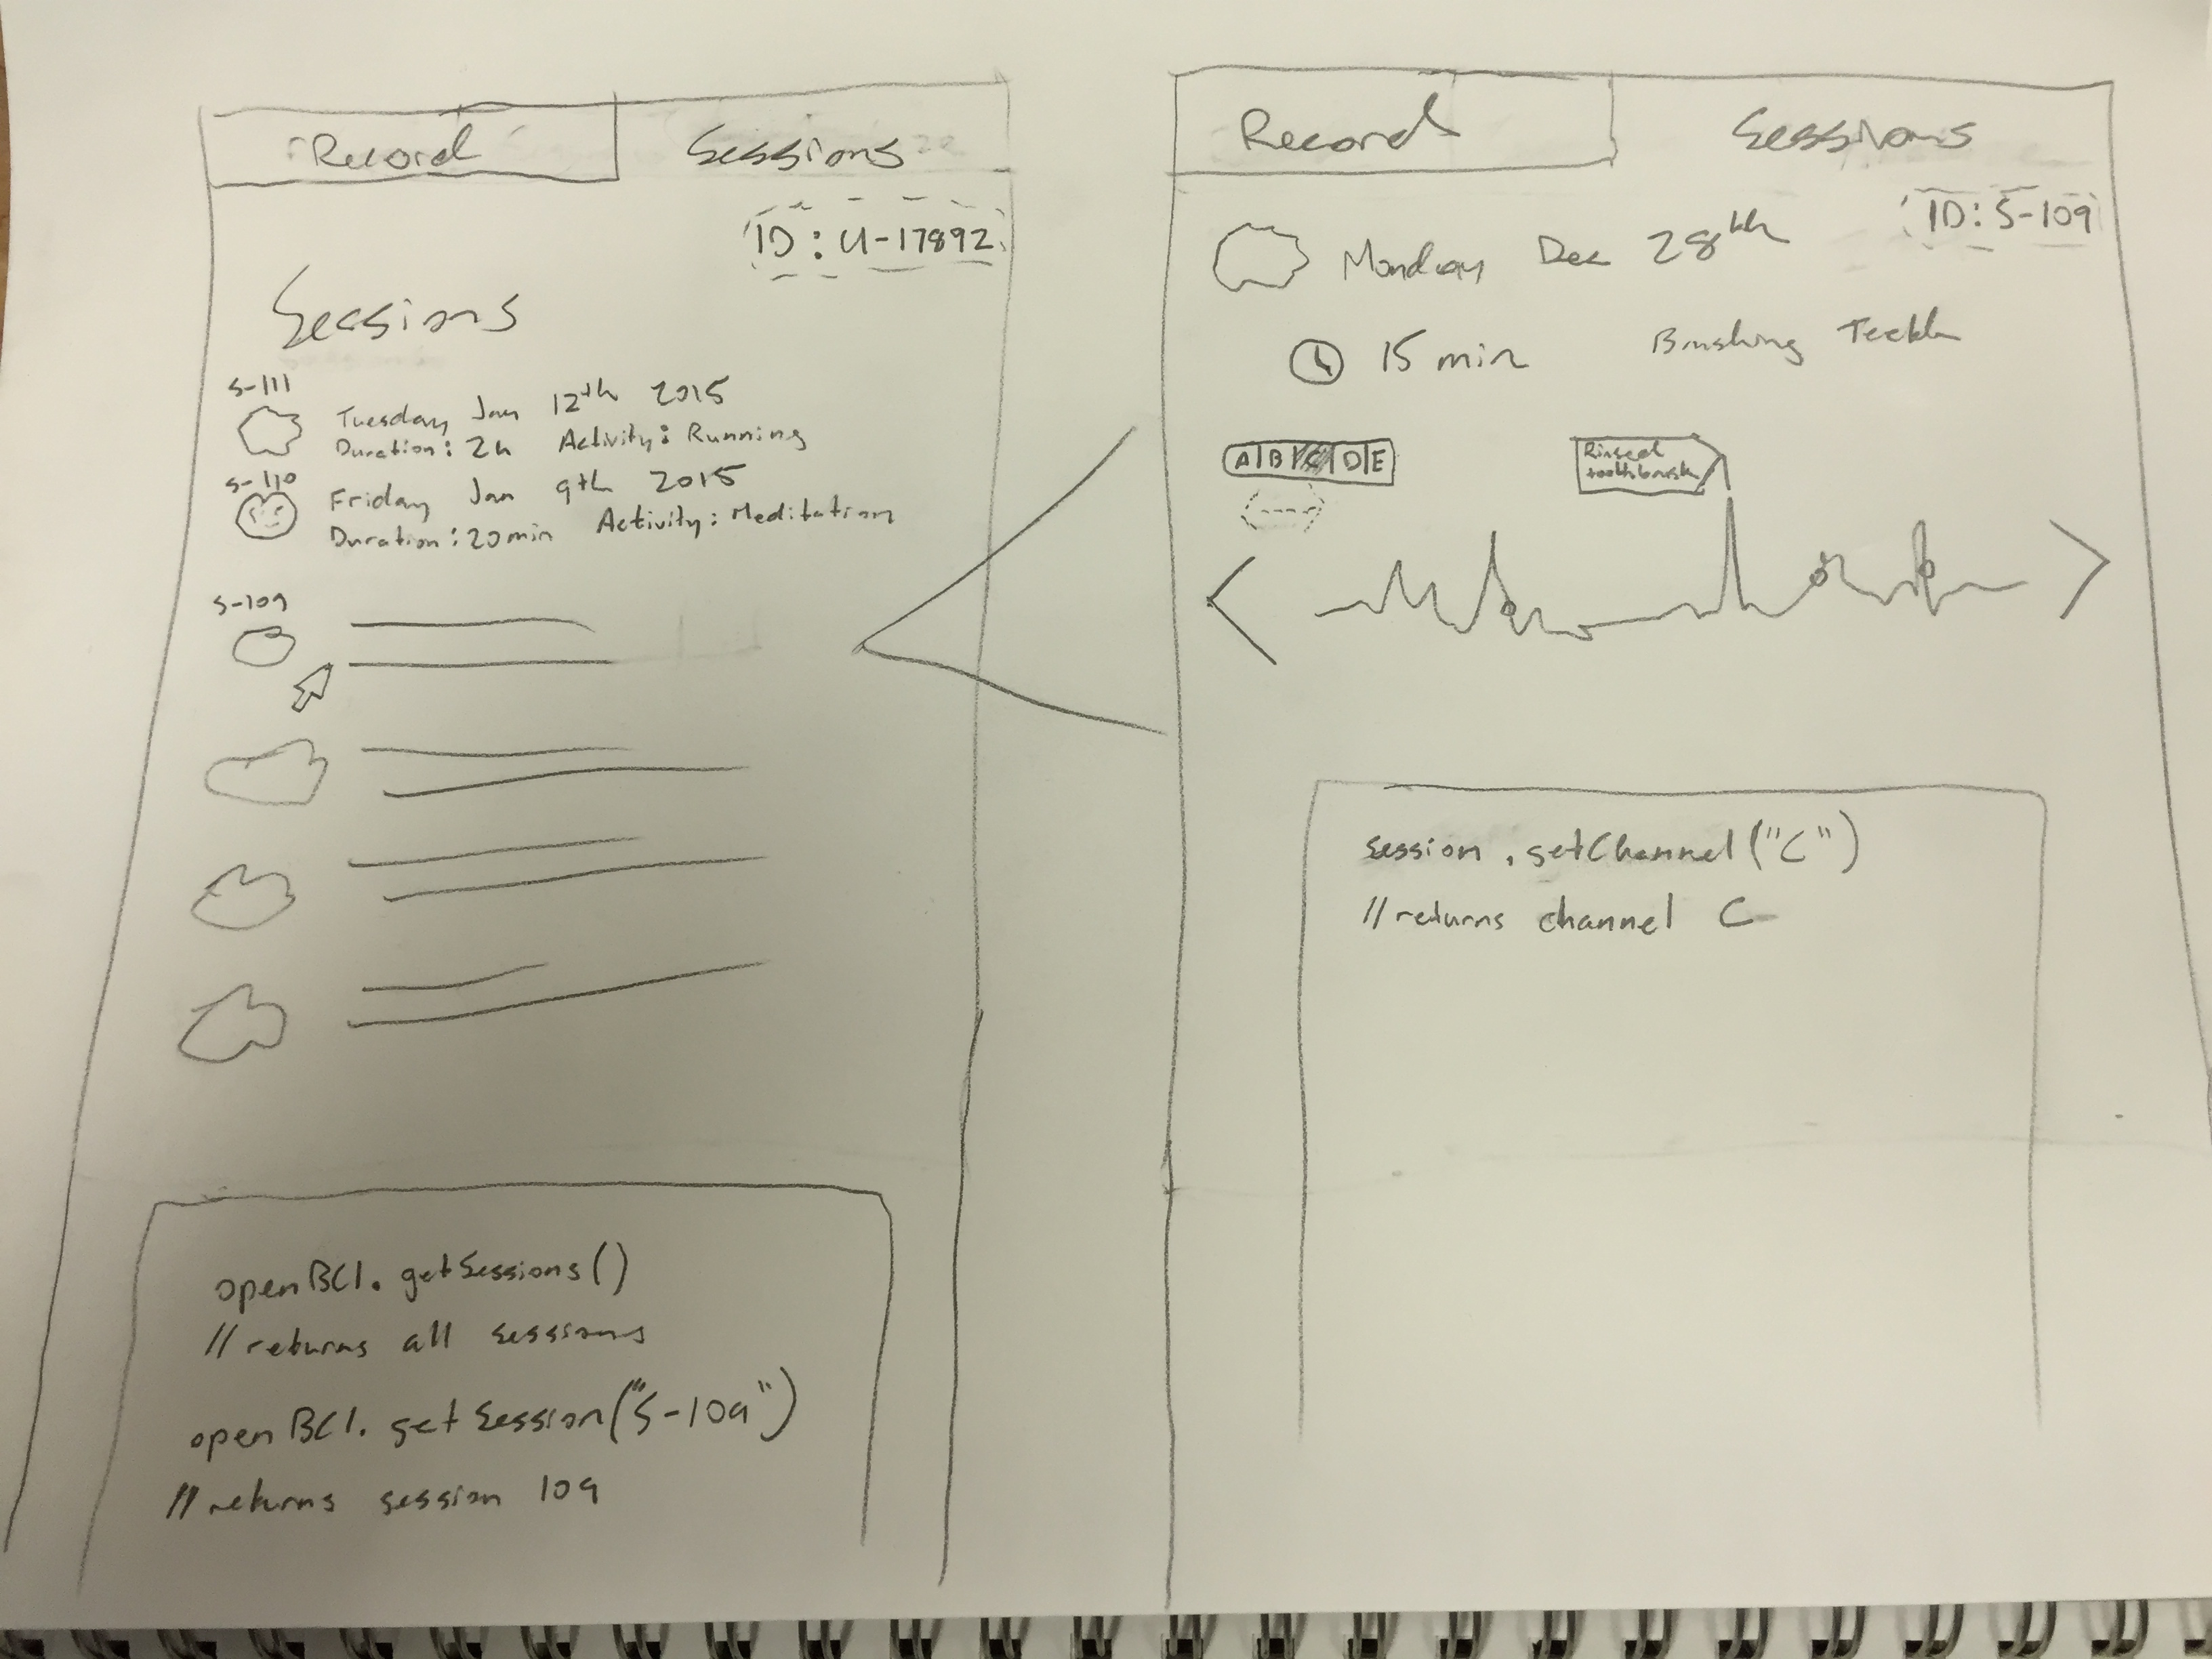 Record Sessions
ID: U-17892
Sessions
S-111
Tuesday Jan 12th 2015
Duration: 2h Activity: Running
S-110
Friday Jan 9th 2015
Duration: 20min Activity: Meditation
S-109
openBCI.getSessions()
//returns all sessions
openBCI.getSession("S-109")
//returns session 109
Record Sessions
ID: S-109
Monday Dec 28th
15 min Brushing Teeth
A|B|C|D|E
Rinsed
toothbrush
session.getChannel("C")
//returns channel C